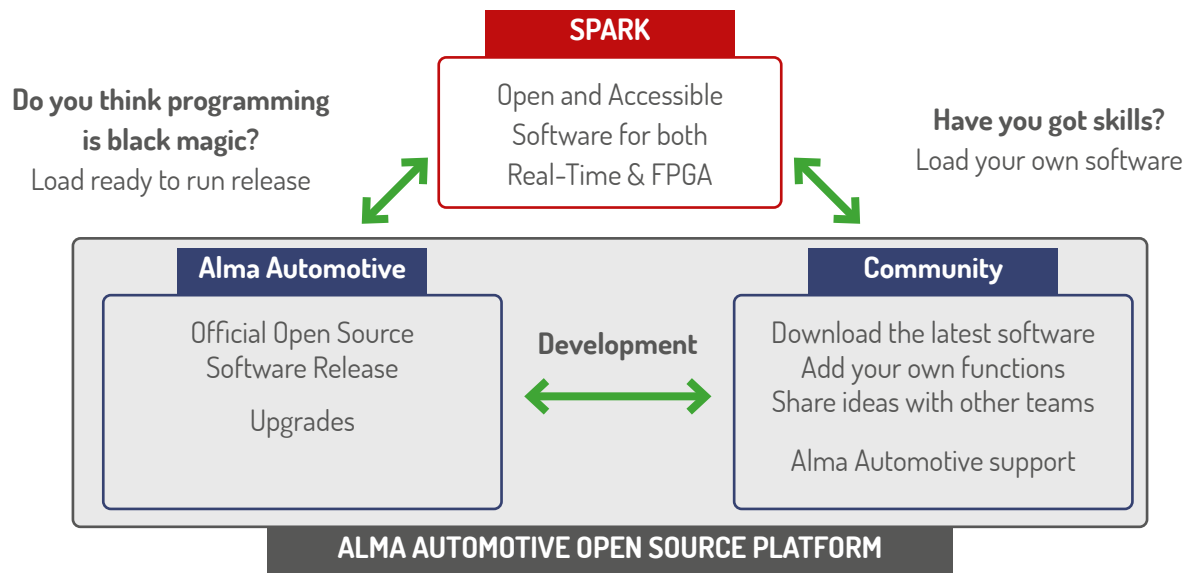 SPARK
Open and Accessible
Software for both
Real-Time & FPGA
Do you think programming
is black magic?
Load ready to run release
Have you got skills?
Load your own software
Alma Automotive
Official Open Source
Software Release
Upgrades
Development
Community
Download the latest software
Add your own functions
Share ideas with other teams
Alma Automotive support
ALMA AUTOMOTIVE OPEN SOURCE PLATFORM